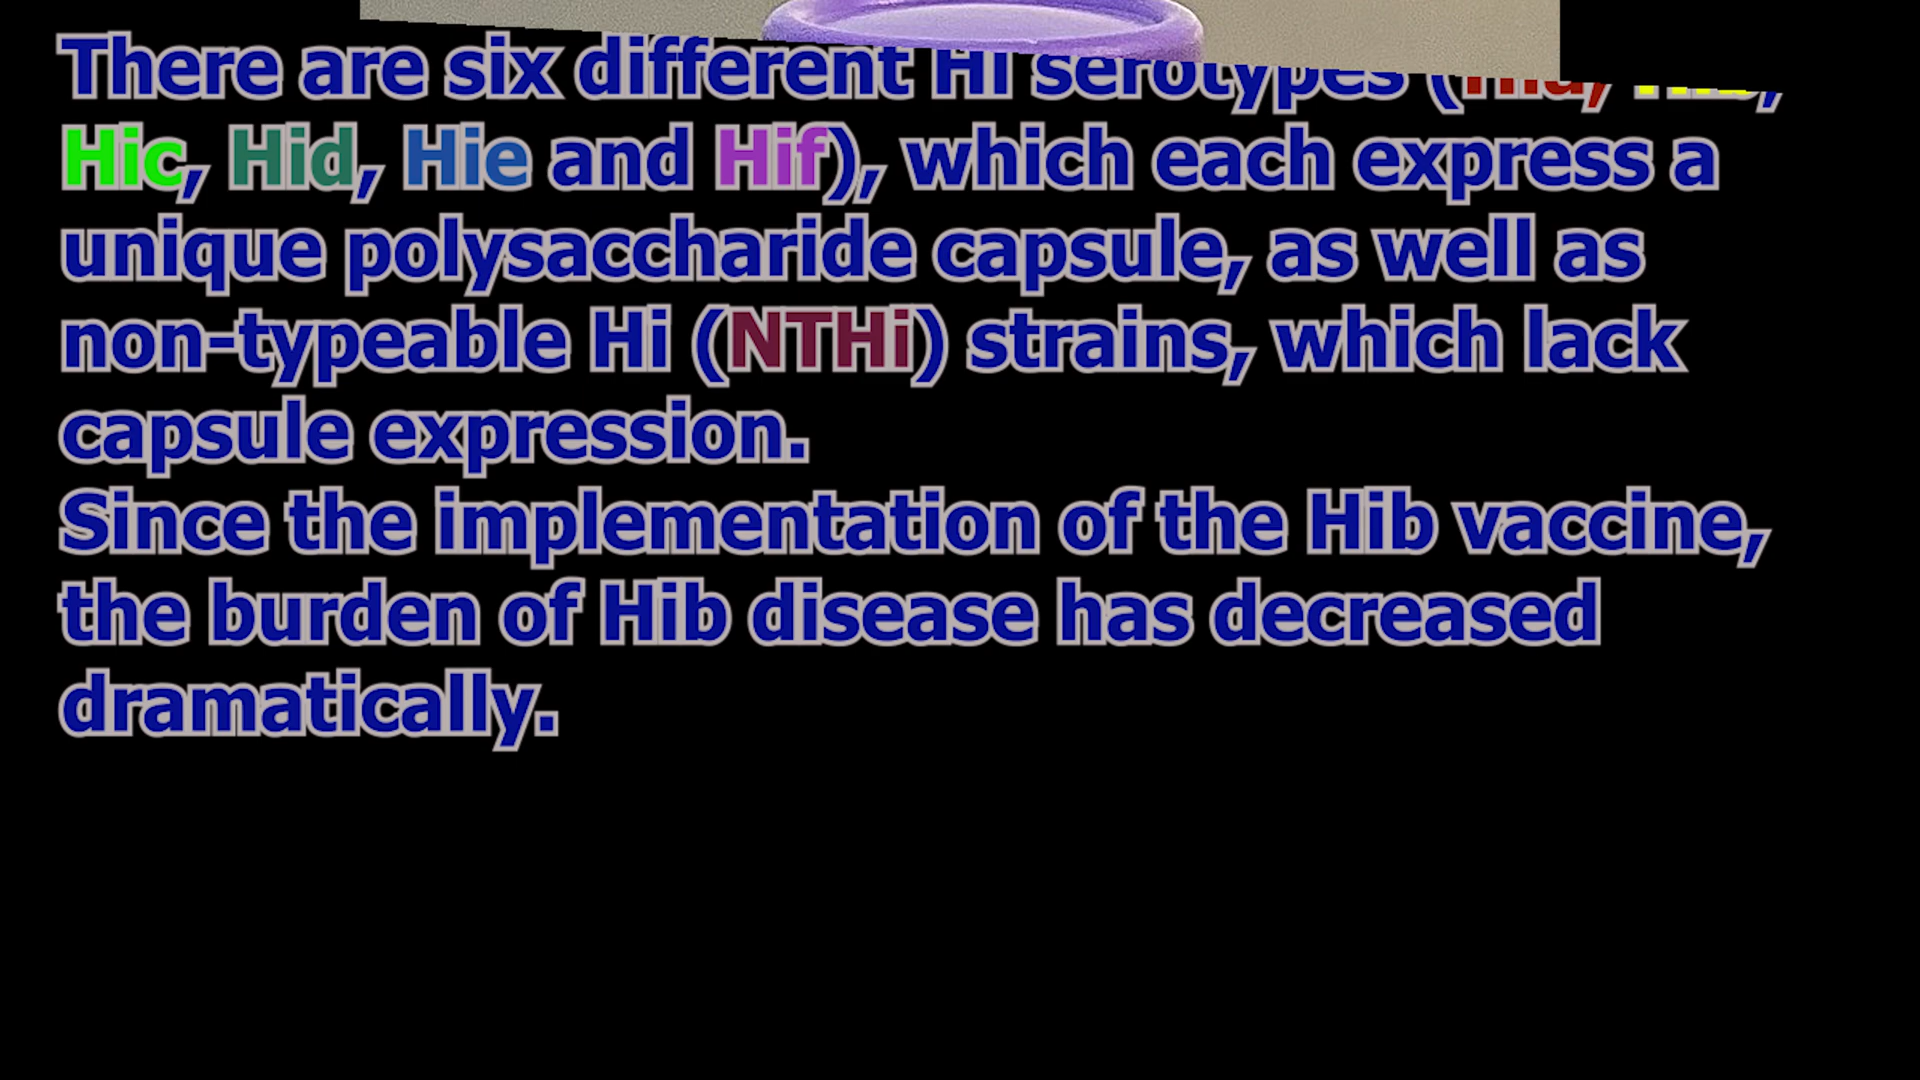 There are six different Hi serotypes (Hia, Hib,
Hic, Hid, Hie and Hif), which each express a
unique polysaccharide capsule, as well as
non-typeable Hi (NTHi) strains, which lack
capsule expression.
Since the implementation of the Hib vaccine,
the burden of Hib disease has decreased
dramatically.